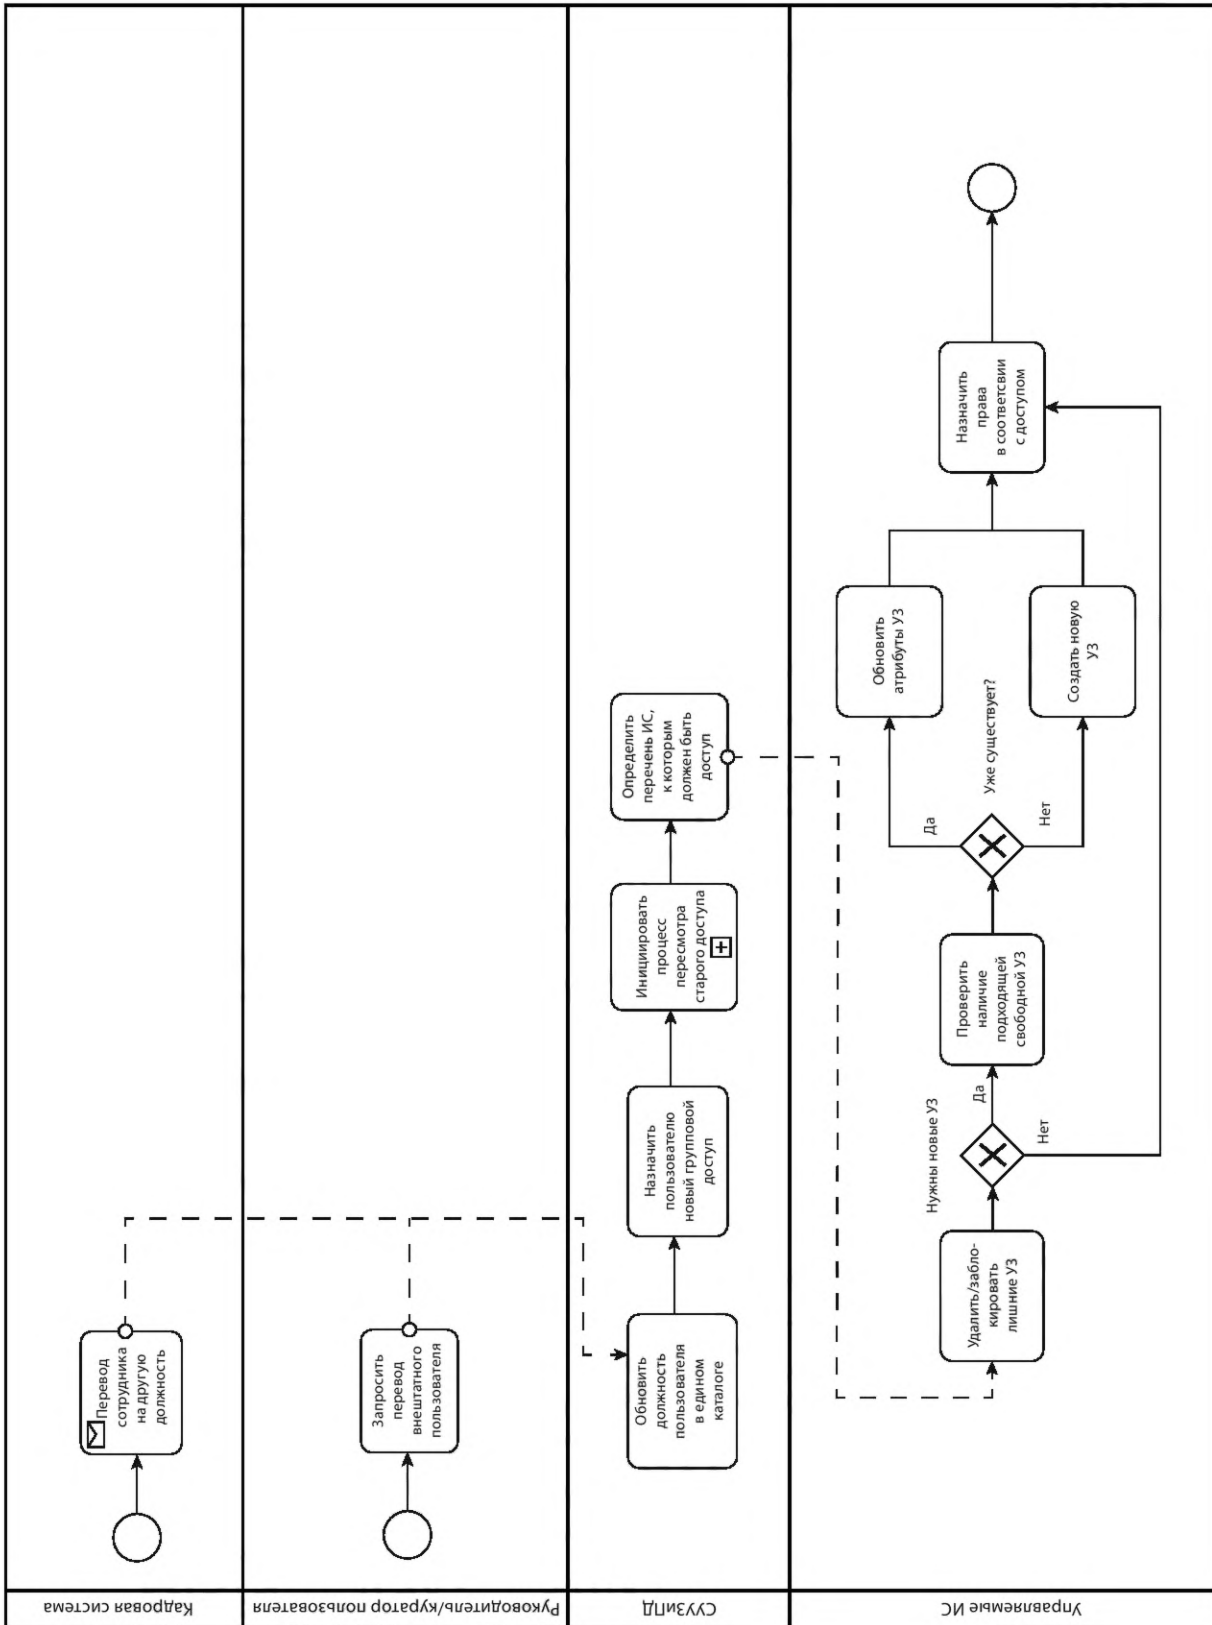 Кадровая система
Перевод
сотрудника
на другую
должность
Руководитель/куратор пользователя
Запросить
перевод
внештатного
пользователя
СУУЗиПД
Обновить
должность
пользователя
в едином
каталоге
Назначить
пользователю
новый групповой
доступ
Инициировать
процесс
пересмотра
старого доступа
Определить
перечень ИС,
к которым
должен быть
доступ
Управляемые ИС
Удалить/забло-
кировать
лишние УЗ
Нужны новые УЗ
Да
Нет
Проверить
наличие
подходящей
свободной УЗ
Уже существует?
Да
Нет
Обновить
атрибуты УЗ
Создать новую
УЗ
Назначить
права
в соответсвии
с доступом